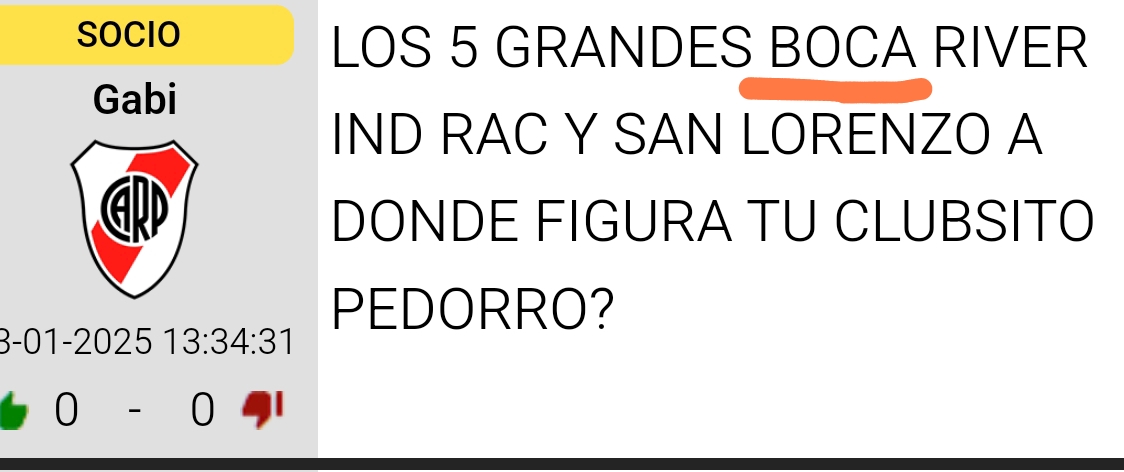 SOCIO
Gabi
CARP
3-01-2025 13:34:31
0 - 0
LOS 5 GRANDES BOCA RIVER
IND RAC Y SAN LORENZO A
DONDE FIGURA TU CLUBSITO
PEDORRO?